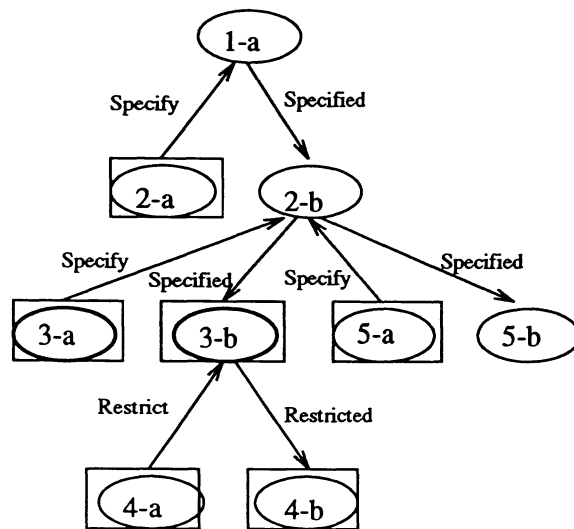 1-a
Specify
Specified
2-a
2-b
Specify
Specified
Specify
Specified
3-a
3-b
5-a
5-b
Restrict
Restricted
4-a
4-b